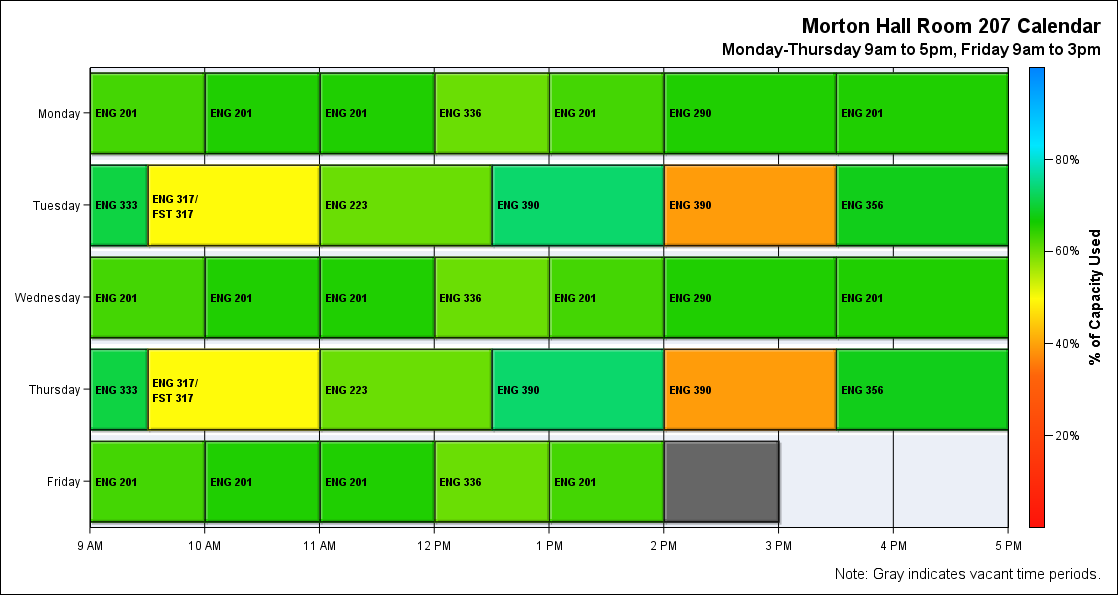 Morton Hall Room 207 Calendar
Monday-Thursday 9am to 5pm, Friday 9am to 3pm
Monday
ENG 201
ENG 201
ENG 201
ENG 336
ENG 201
ENG 290
ENG 201
Tuesday
ENG 333
ENG 317/
FST 317
ENG 223
ENG 390
ENG 390
ENG 356
Wednesday
ENG 201
ENG 201
ENG 201
ENG 336
ENG 201
ENG 290
ENG 201
Thursday
ENG 333
ENG 317/
FST 317
ENG 223
ENG 390
ENG 390
ENG 356
Friday
ENG 201
ENG 201
ENG 201
ENG 336
ENG 201
9 AM
10 AM
11 AM
12 PM
1 PM
2 PM
3 PM
4 PM
5 PM
80%
60%
40%
20%
% of Capacity Used
Note: Gray indicates vacant time periods.